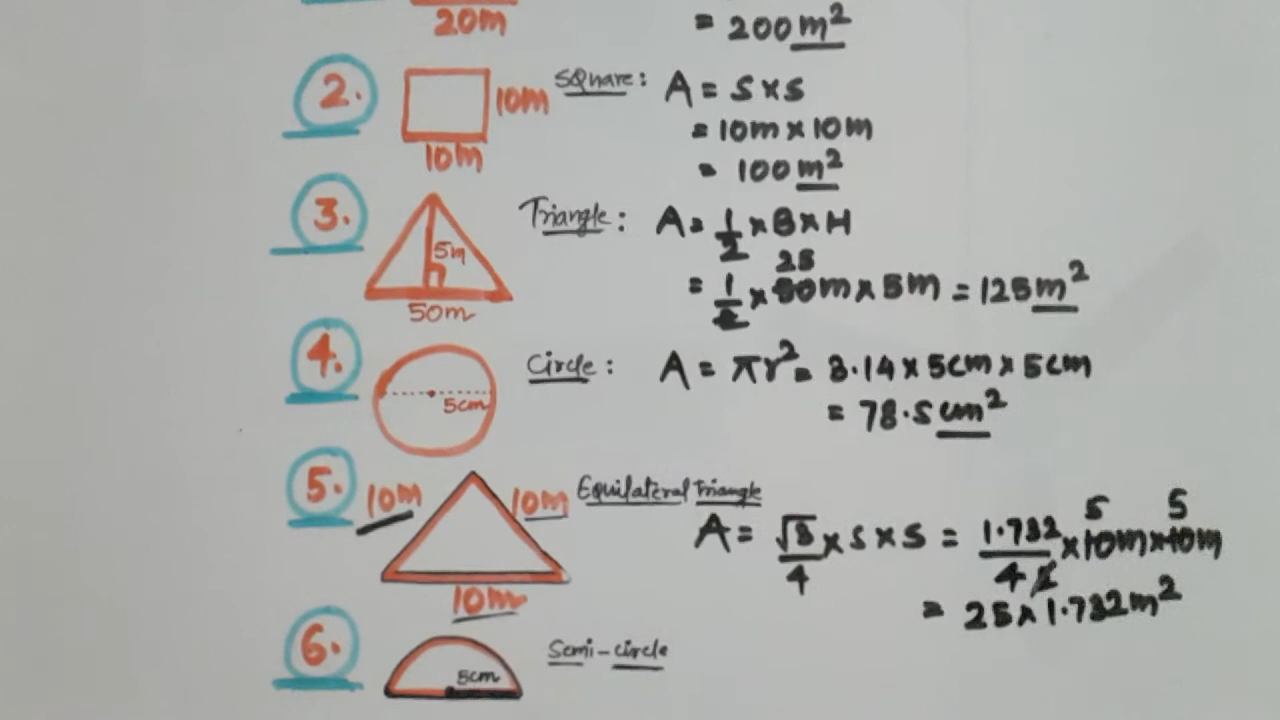 20m
= 200m²
2.
10m
10m
Square: A = S×S
= 10m × 10m
= 100m²
3.
5m
50m
Triangle: A = 1/2 × B × H
25
= 1/2 × 50m × 5m = 125m²
4.
5cm
Circle: A = πr² = 3.14 × 5cm × 5cm
= 78.5cm²
5.
10m
10m
10m
Equilateral Triangle
5 5
A = √3/4 × S × S = 1.732/4 2 × 10m × 10m
= 25 × 1.732m²
6.
5cm
Semi-circle